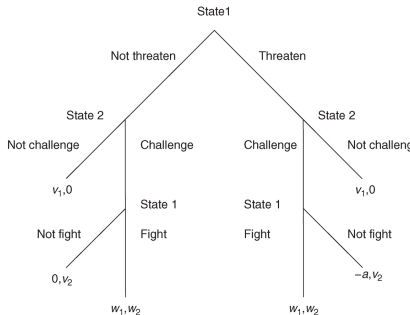 State1
Not threaten Threaten
State 2 State 2
Not challenge Challenge Challenge Not challeng
v₁,0 v₁,0
State 1 State 1
Not fight Fight Fight Not fight
0,v₂ –a,v₂
w₁,w₂ w₁,w₂